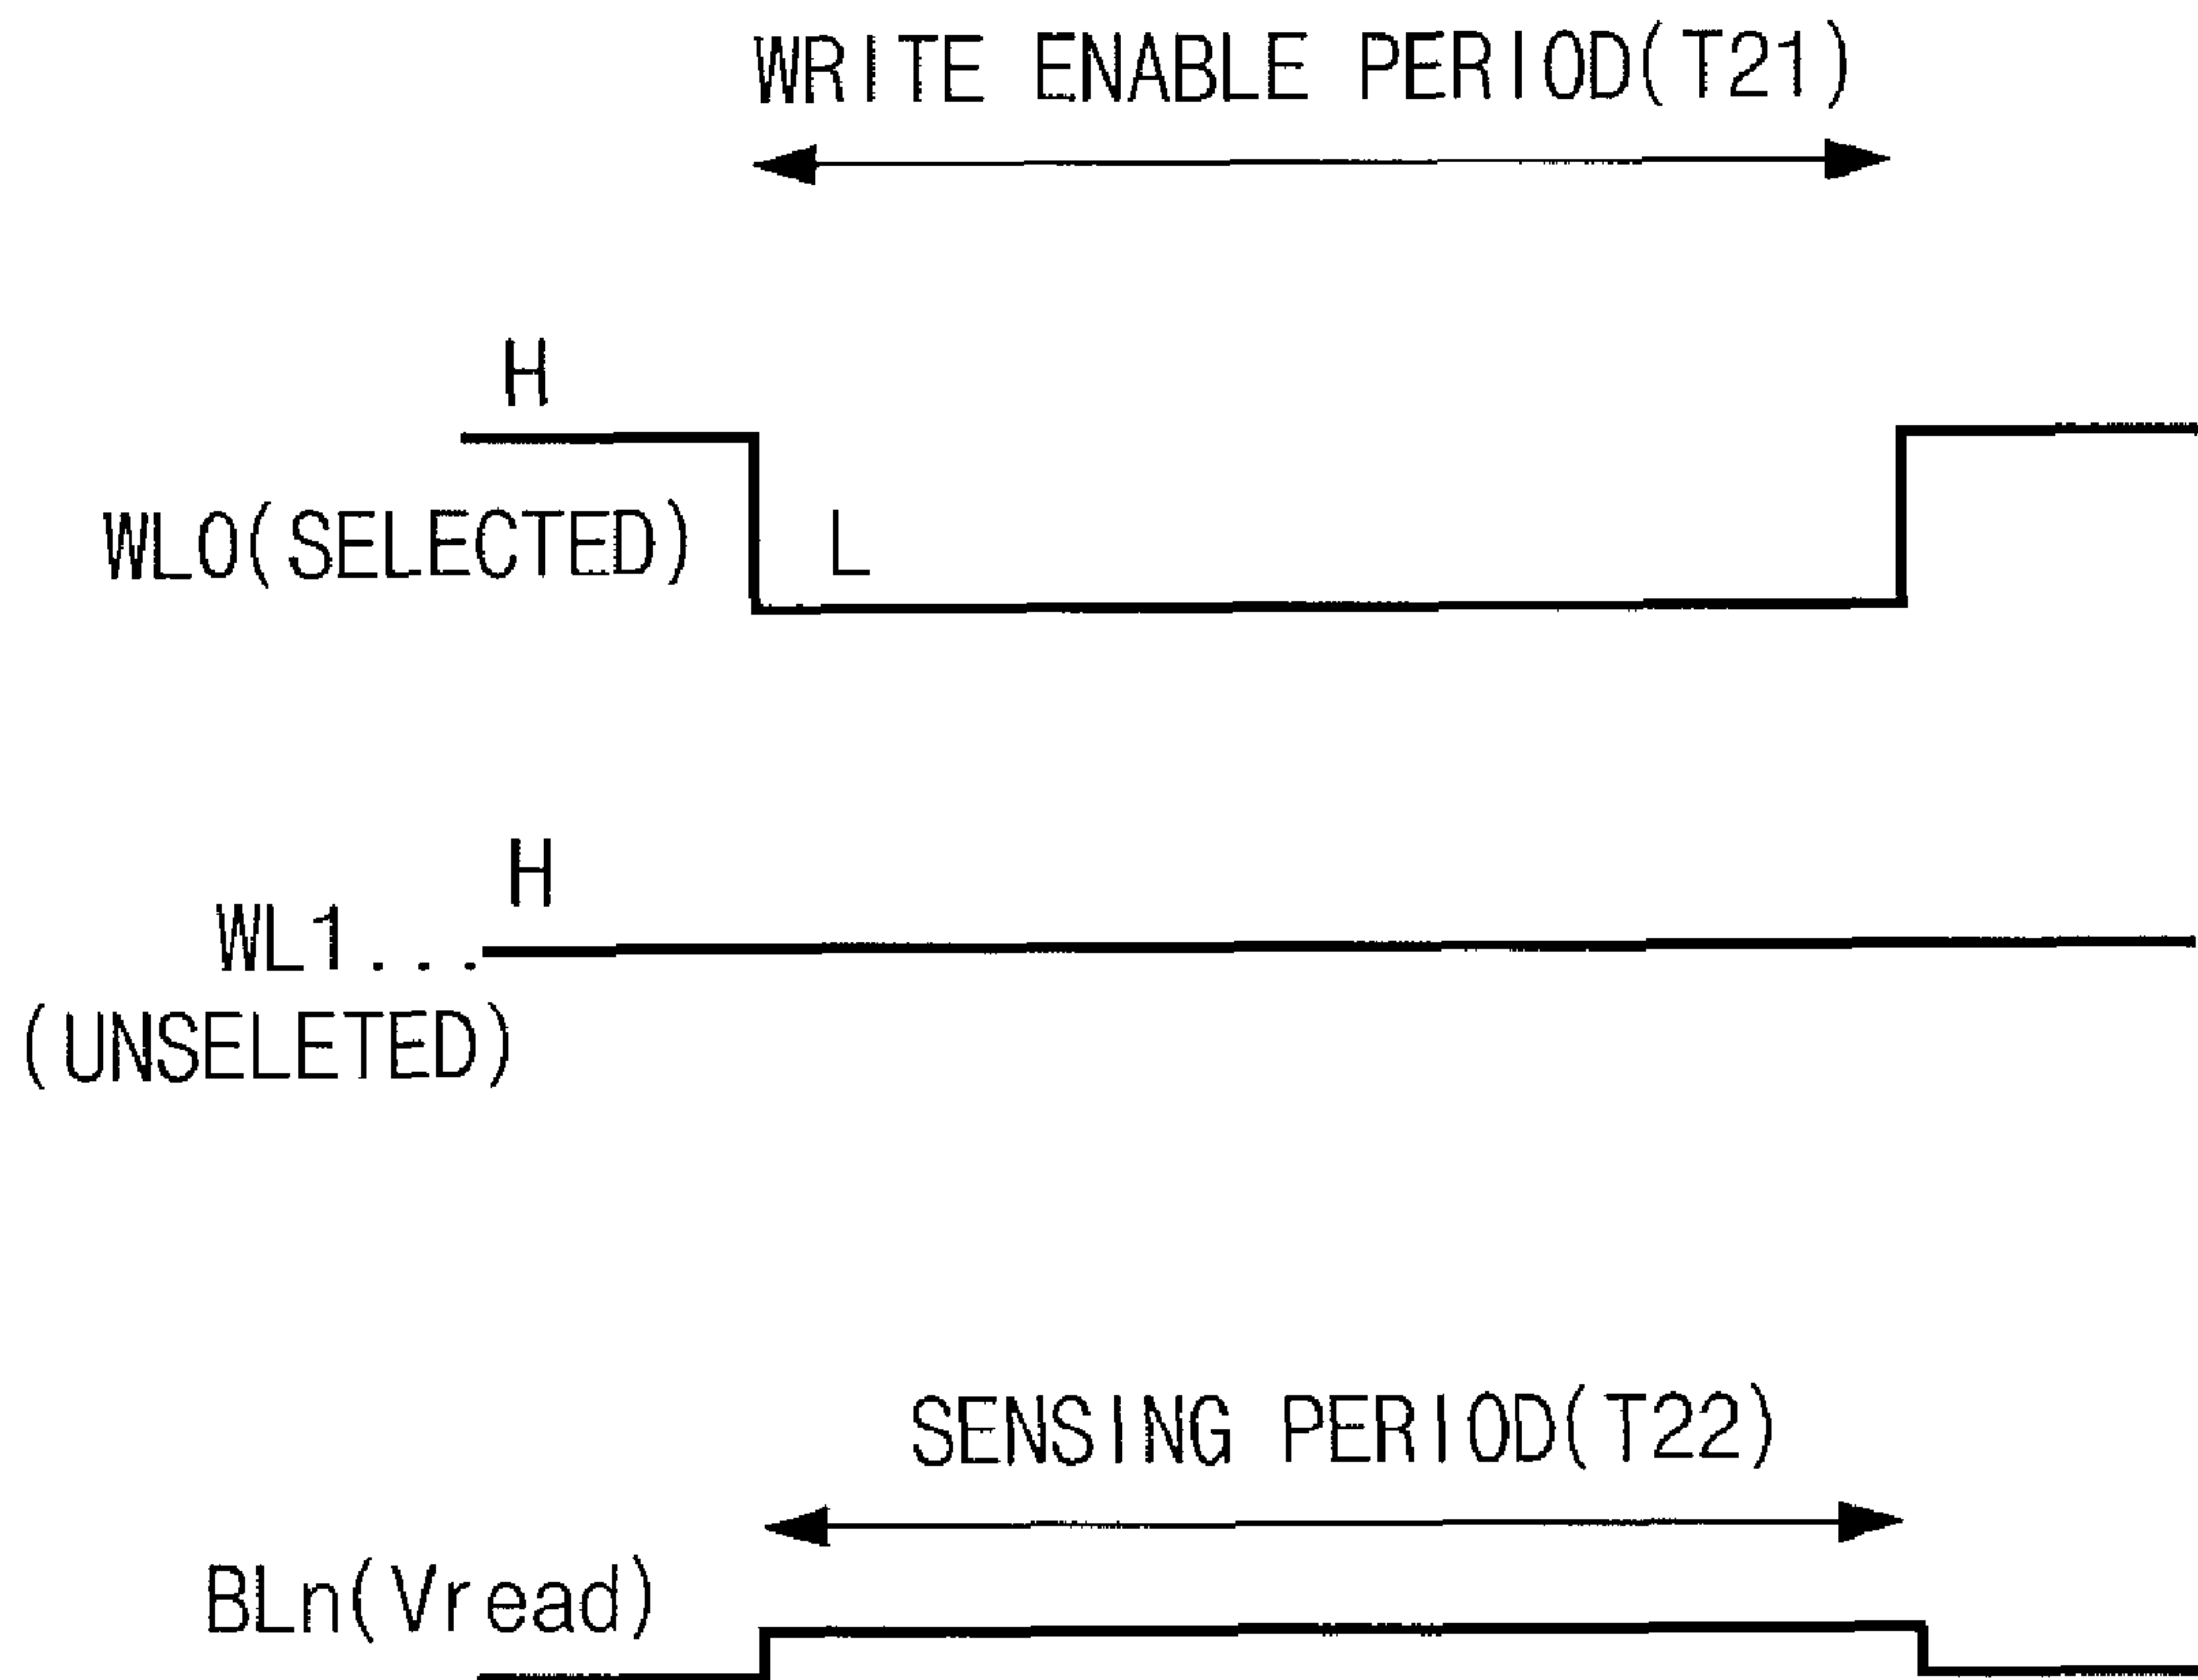 WRITE ENABLE PERIOD(T21)
H
WL0(SELECTED)
L
H
WL1...
(UNSELETED)
SENSING PERIOD(T22)
BLn(Vread)